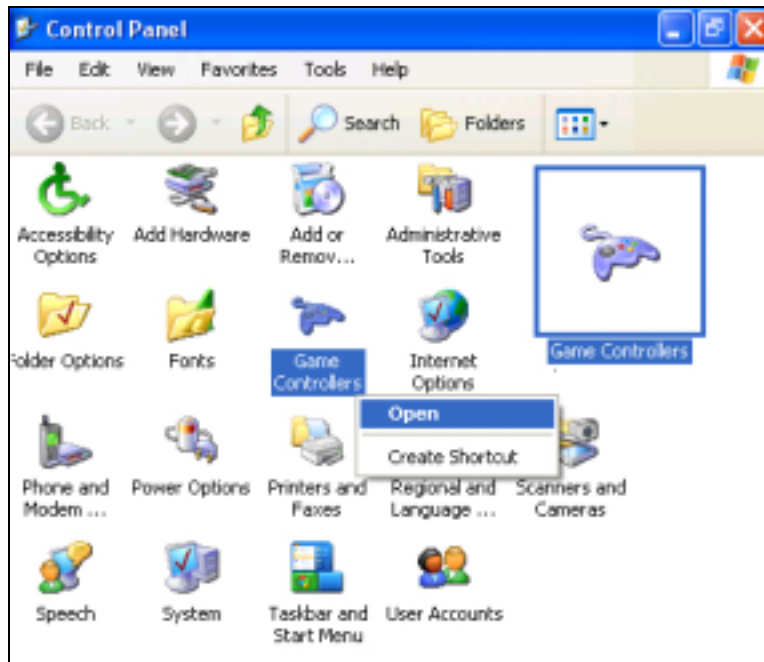 Control Panel
File Edit View Favorites Tools Help
Back Search Folders
Accessibility Options
Add Hardware
Add or Remov...
Administrative Tools
Game Controllers
Folder Options
Fonts
Game Controllers
Internet Options
Open
Create Shortcut
Phone and Modem ...
Power Options
Printers and Faxes
Regional and Language ...
Scanners and Cameras
Speech
System
Taskbar and Start Menu
User Accounts